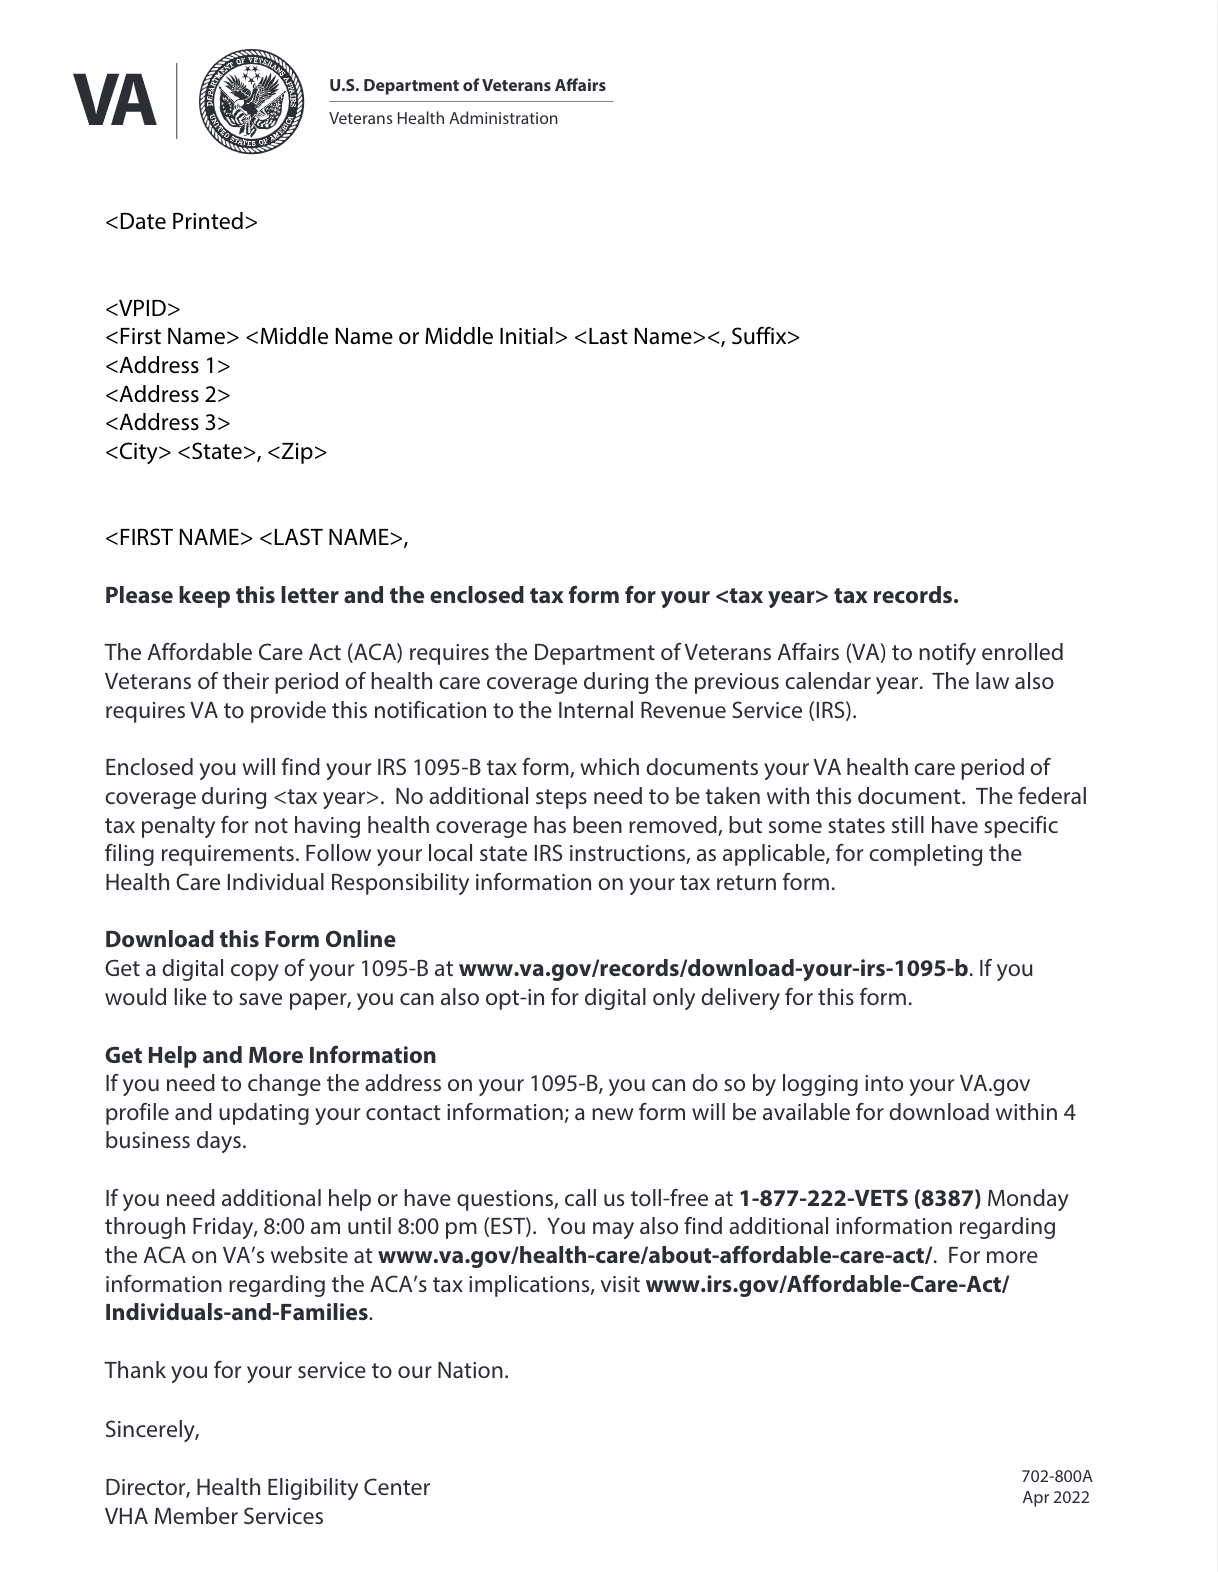 VA
DEPARTMENT OF VETERANS AFFAIRS
UNITED STATES OF AMERICA
U.S. Department of Veterans Affairs
Veterans Health Administration
<Date Printed>
<VPID>
<First Name> <Middle Name or Middle Initial> <Last Name><, Suffix>
<Address 1>
<Address 2>
<Address 3>
<City> <State>, <Zip>
<FIRST NAME> <LAST NAME>,
Please keep this letter and the enclosed tax form for your <tax year> tax records.
The Affordable Care Act (ACA) requires the Department of Veterans Affairs (VA) to notify enrolled
Veterans of their period of health care coverage during the previous calendar year.  The law also
requires VA to provide this notification to the Internal Revenue Service (IRS).
Enclosed you will find your IRS 1095-B tax form, which documents your VA health care period of
coverage during <tax year>.  No additional steps need to be taken with this document.  The federal
tax penalty for not having health coverage has been removed, but some states still have specific
filing requirements. Follow your local state IRS instructions, as applicable, for completing the
Health Care Individual Responsibility information on your tax return form.
Download this Form Online
Get a digital copy of your 1095-B at www.va.gov/records/download-your-irs-1095-b. If you
would like to save paper, you can also opt-in for digital only delivery for this form.
Get Help and More Information
If you need to change the address on your 1095-B, you can do so by logging into your VA.gov
profile and updating your contact information; a new form will be available for download within 4
business days.
If you need additional help or have questions, call us toll-free at 1-877-222-VETS (8387) Monday
through Friday, 8:00 am until 8:00 pm (EST).  You may also find additional information regarding
the ACA on VA’s website at www.va.gov/health-care/about-affordable-care-act/.  For more
information regarding the ACA’s tax implications, visit www.irs.gov/Affordable-Care-Act/
Individuals-and-Families.
Thank you for your service to our Nation.
Sincerely,
Director, Health Eligibility Center
VHA Member Services
702-800A
Apr 2022